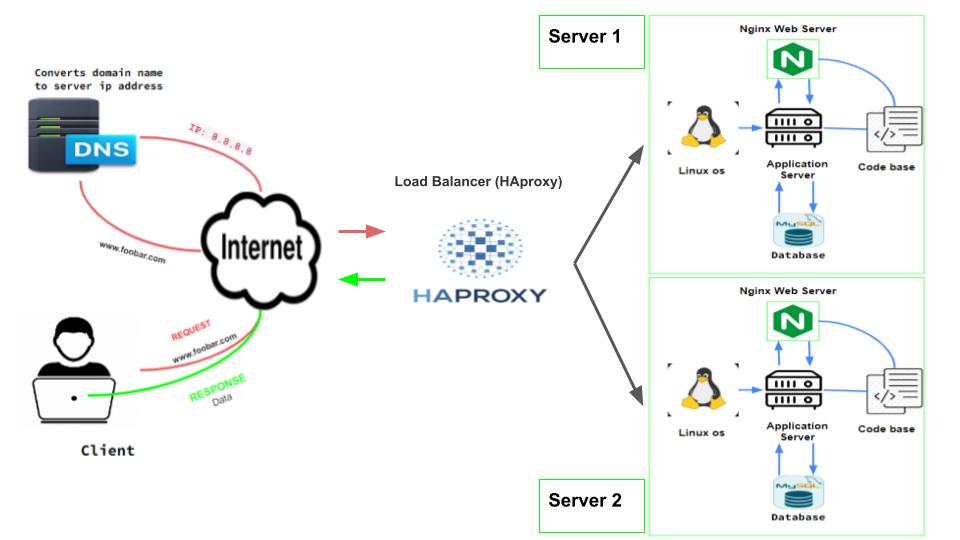 Converts domain name
to server ip address
DNS
IP: 8.8.8.8
www.foobar.com
Internet
REQUEST
www.foobar.com
RESPONSE
Data
Client
Load Balancer (HAproxy)
HAPROXY
Server 1
Nginx Web Server
N
Linux os
Application
Server
</>
Code base
MySQL
Database
Nginx Web Server
N
Linux os
Application
Server
</>
Code base
MySQL
Database
Server 2